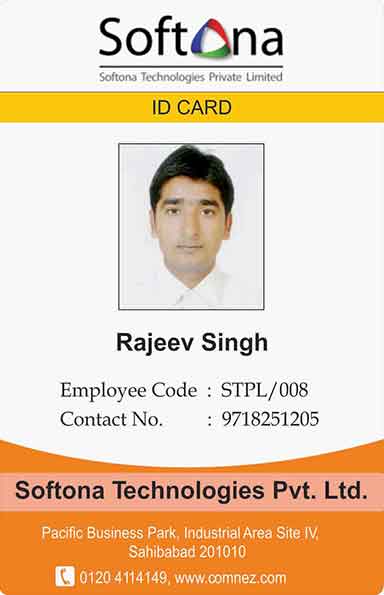 Softona
Softona Technologies Private Limited
ID CARD
Rajeev Singh
Employee Code : STPL/008
Contact No. : 9718251205
Softona Technologies Pvt. Ltd.
Pacific Business Park, Industrial Area Site IV,
Sahibabad 201010
0120 4114149, www.comnez.com